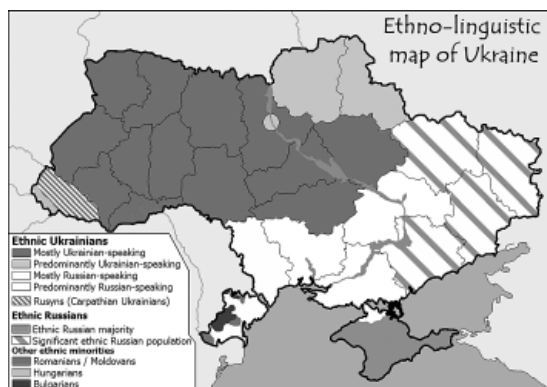 Ethno-linguistic
map of Ukraine
Ethnic Ukrainians
Mostly Ukrainian-speaking
Predominantly Ukrainian-speaking
Mostly Russian-speaking
Predominantly Russian-speaking
Rusyns (Carpathian Ukrainians)
Ethnic Russians
Ethnic Russian majority
Significant ethnic Russian population
Other ethnic minorities
Romanians / Moldovans
Hungarians
Bulgarians